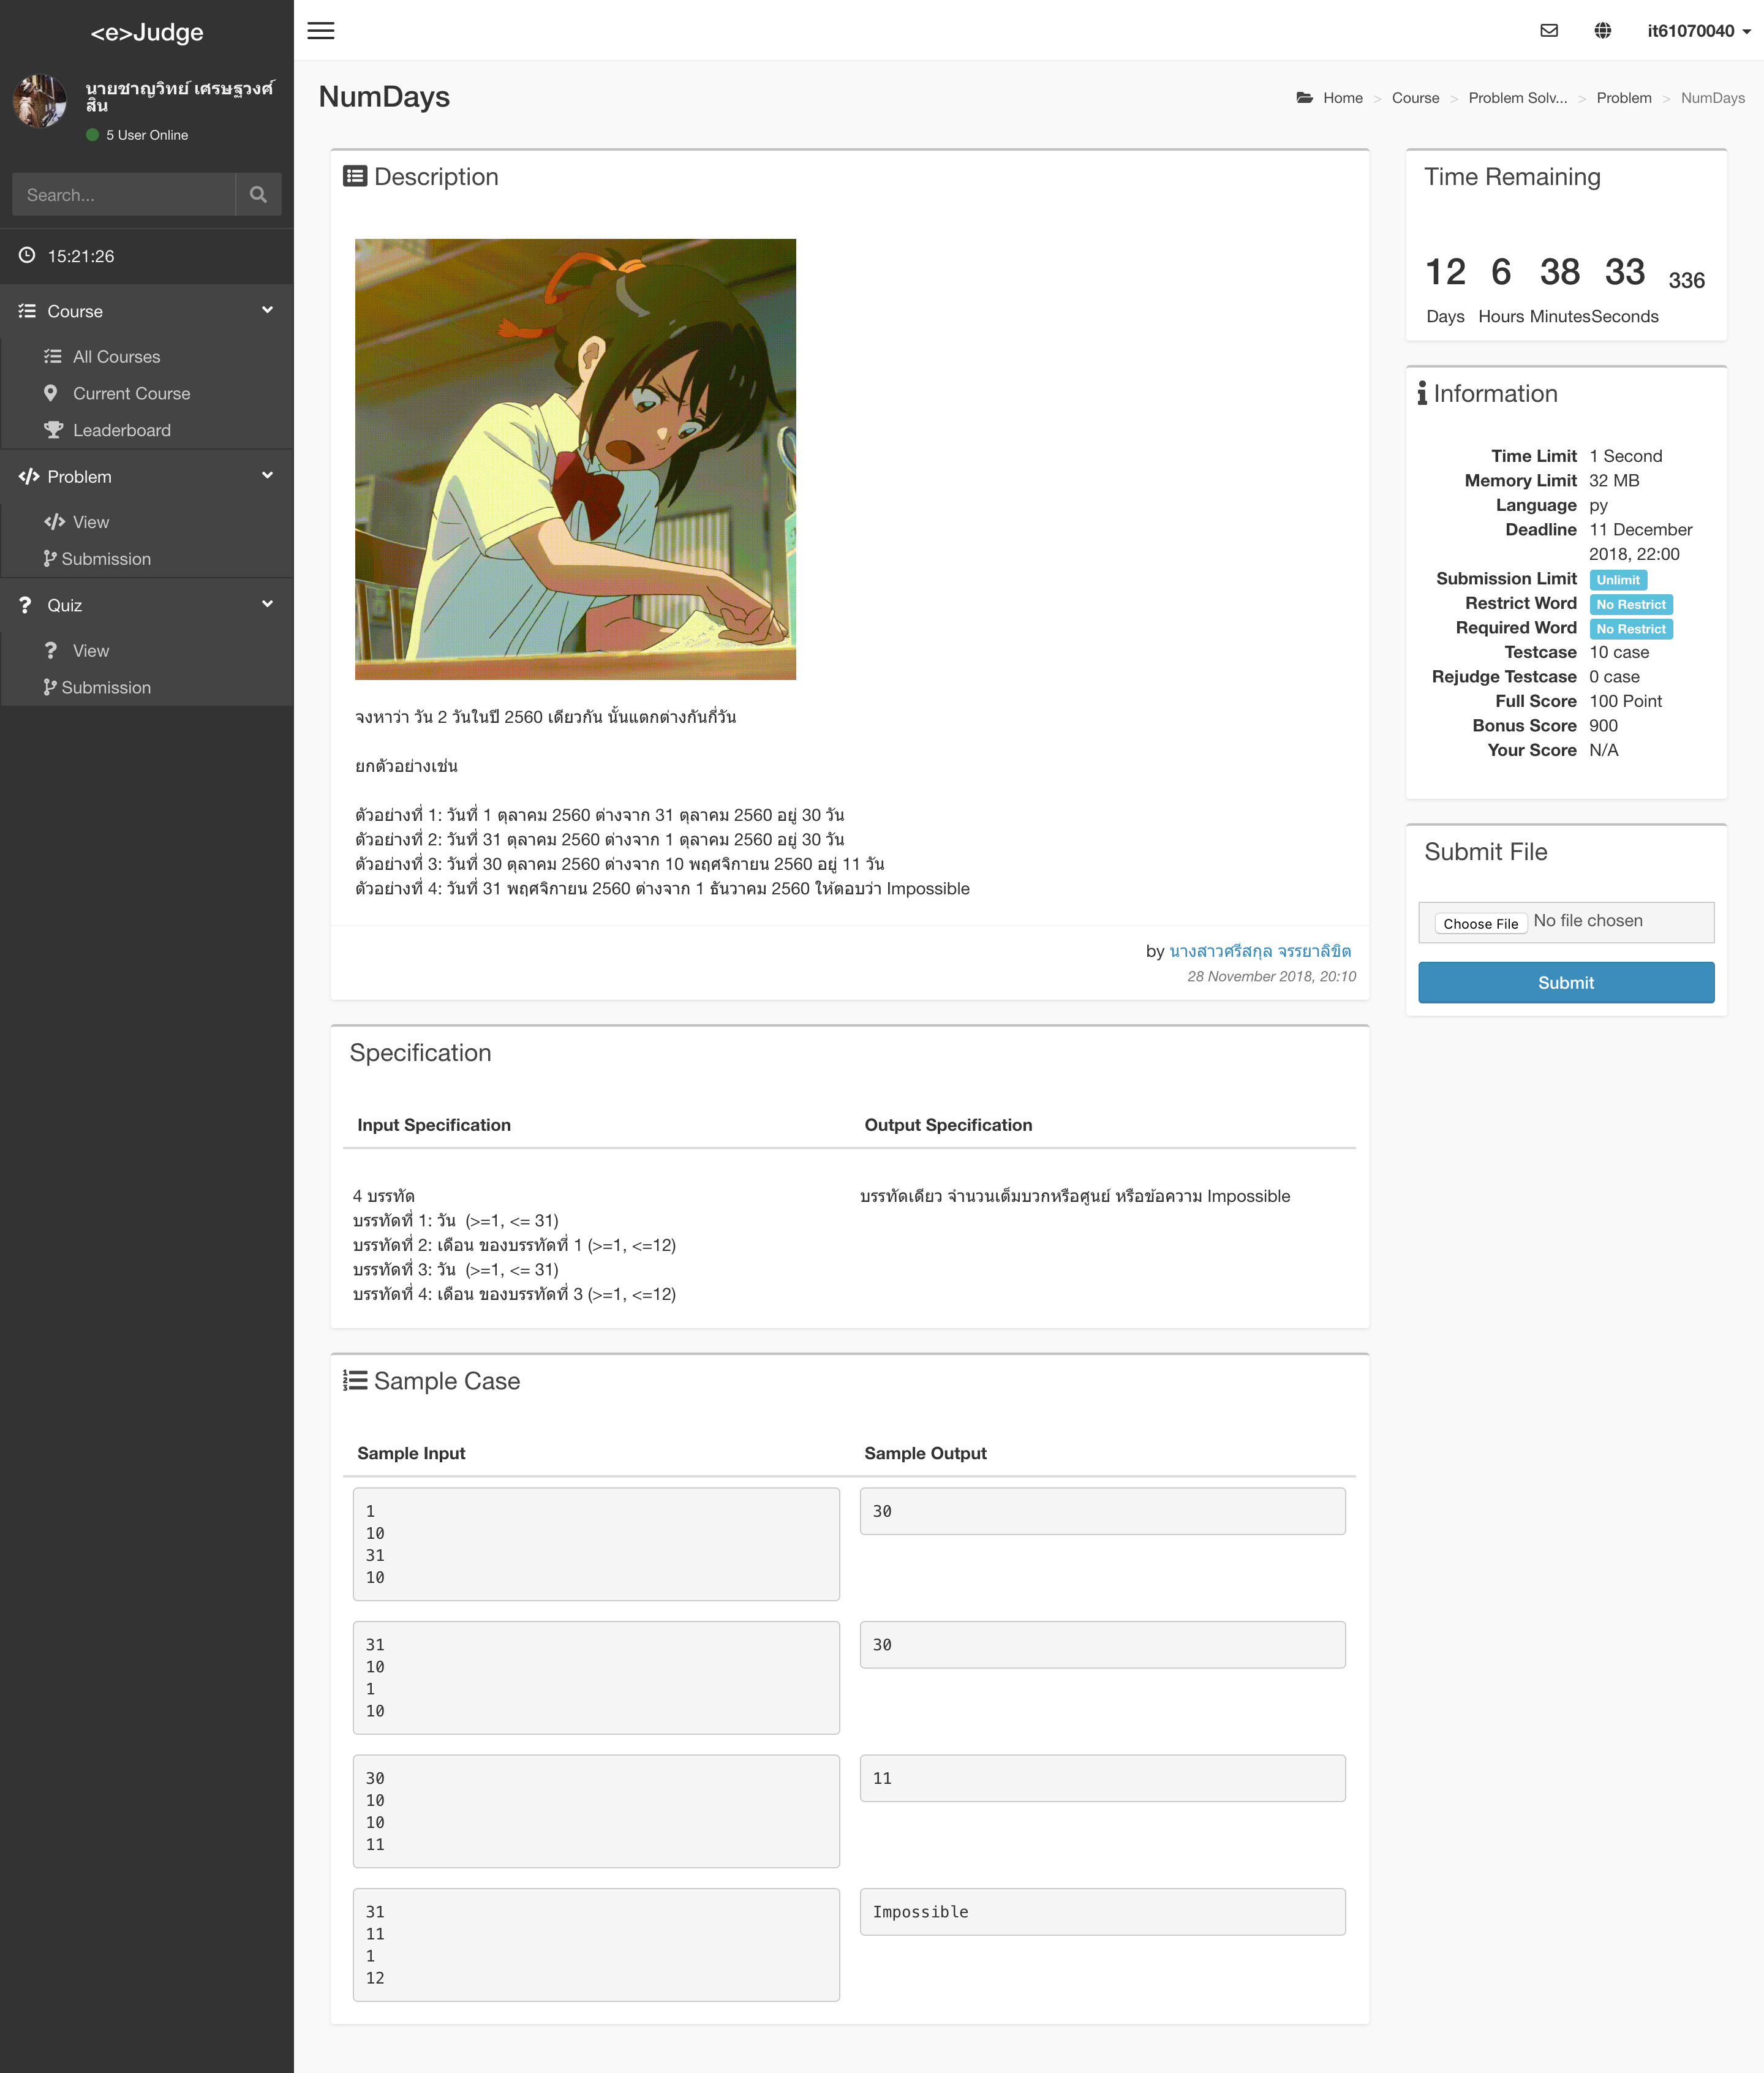 <e>Judge
it61070040
นายชาญวิทย์ เศรษฐวงศ์
สิน
5 User Online
Search...
15:21:26
Course
All Courses
Current Course
Leaderboard
Problem
View
Submission
Quiz
View
Submission
NumDays
Home > Course > Problem Solv... > Problem > NumDays
Description
จงหาว่า วัน 2 วันในปี 2560 เดียวกัน นั้นแตกต่างกันกี่วัน
ยกตัวอย่างเช่น
ตัวอย่างที่ 1: วันที่ 1 ตุลาคม 2560 ต่างจาก 31 ตุลาคม 2560 อยู่ 30 วัน
ตัวอย่างที่ 2: วันที่ 31 ตุลาคม 2560 ต่างจาก 1 ตุลาคม 2560 อยู่ 30 วัน
ตัวอย่างที่ 3: วันที่ 30 ตุลาคม 2560 ต่างจาก 10 พฤศจิกายน 2560 อยู่ 11 วัน
ตัวอย่างที่ 4: วันที่ 31 พฤศจิกายน 2560 ต่างจาก 1 ธันวาคม 2560 ให้ตอบว่า Impossible
by นางสาวศรีสกุล จรรยาลิขิต
28 November 2018, 20:10
Specification
Input Specification Output Specification
4 บรรทัด
บรรทัดที่ 1: วัน (>=1, <= 31)
บรรทัดที่ 2: เดือน ของบรรทัดที่ 1 (>=1, <=12)
บรรทัดที่ 3: วัน (>=1, <= 31)
บรรทัดที่ 4: เดือน ของบรรทัดที่ 3 (>=1, <=12)
บรรทัดเดียว จำนวนเต็มบวกหรือศูนย์ หรือข้อความ Impossible
Sample Case
Sample Input Sample Output
1
10
31
10
30
31
10
1
10
30
30
10
10
11
11
31
11
1
12
Impossible
Time Remaining
12 6 38 33 336
Days Hours Minutes Seconds
Information
Time Limit 1 Second
Memory Limit 32 MB
Language py
Deadline 11 December
2018, 22:00
Submission Limit Unlimit
Restrict Word No Restrict
Required Word No Restrict
Testcase 10 case
Rejudge Testcase 0 case
Full Score 100 Point
Bonus Score 900
Your Score N/A
Submit File
Choose File No file chosen
Submit